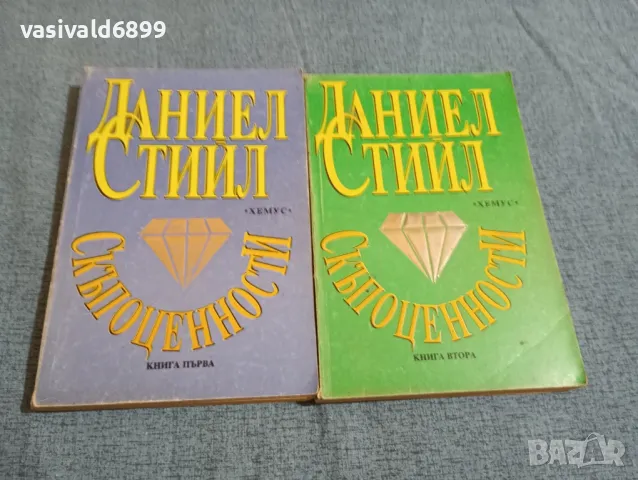 vasivald6899
ДАНИЕЛ
СТИЙЛ
•ХЕМУС•
СКЪПОЦЕННОСТИ
КНИГА ПЪРВА
ДАНИЕЛ
СТИЙЛ
•ХЕМУС•
СКЪПОЦЕННОСТИ
КНИГА ВТОРА
BAZAR